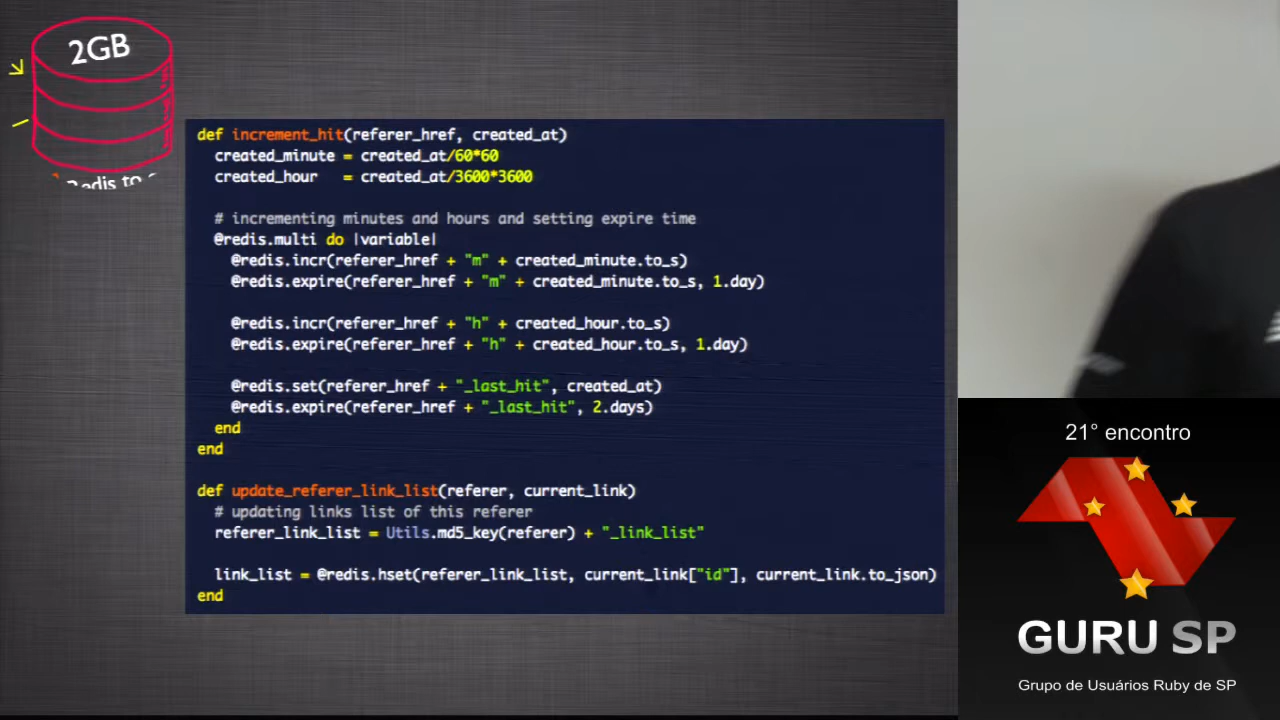 2GB
Redis to
def increment_hit(referer_href, created_at)
  created_minute = created_at/60*60
  created_hour   = created_at/3600*3600

  # incrementing minutes and hours and setting expire time
  @redis.multi do |variable|
    @redis.incr(referer_href + "m" + created_minute.to_s)
    @redis.expire(referer_href + "m" + created_minute.to_s, 1.day)

    @redis.incr(referer_href + "h" + created_hour.to_s)
    @redis.expire(referer_href + "h" + created_hour.to_s, 1.day)

    @redis.set(referer_href + "_last_hit", created_at)
    @redis.expire(referer_href + "_last_hit", 2.days)
  end
end

def update_referer_link_list(referer, current_link)
  # updating links list of this referer
  referer_link_list = Utils.md5_key(referer) + "_link_list"

  link_list = @redis.hset(referer_link_list, current_link["id"], current_link.to_json)
end
21° encontro
GURU SP
Grupo de Usuários Ruby de SP